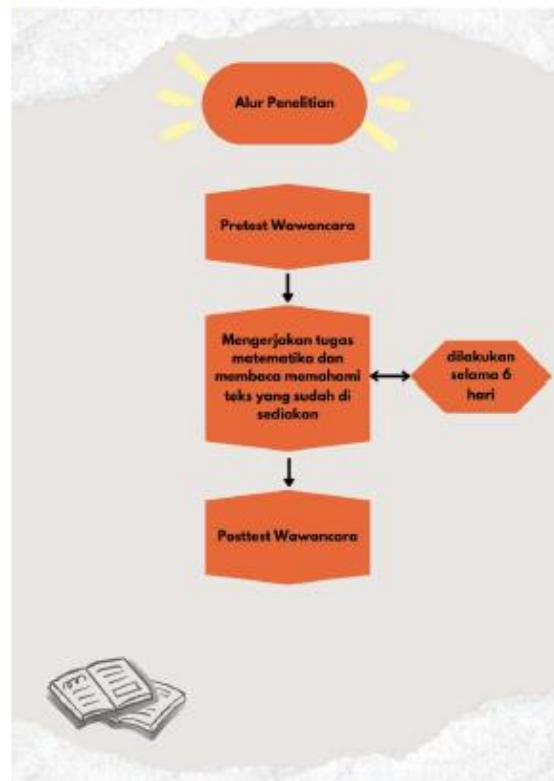 Alur Penelitian
Pretest Wawancara
Mengerjakan tugas
matematika dan
membaca memahami
teks yang sudah di
sediakan
dilakukan
selama 6
hari
Posttest Wawancara